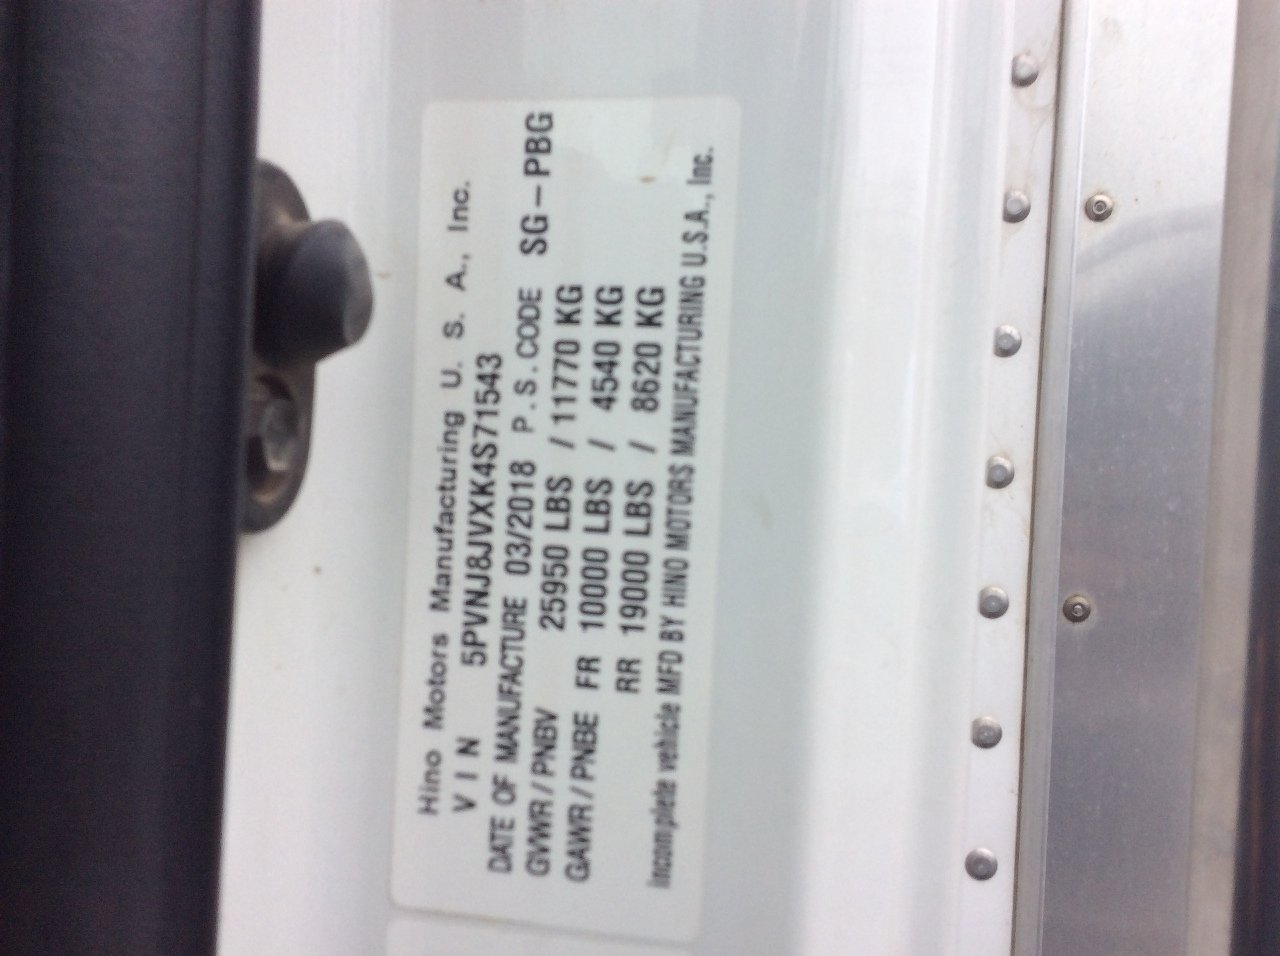 Hino Motors Manufacturing U. S. A., Inc.
VIN 5PVNJ8JVXK4S71543
DATE OF MANUFACTURE 03/2018 P.S.CODE SG-PBG
GVWR/PNBV 25950 LBS / 11770 KG
GAWR/PNBE FR 10000 LBS / 4540 KG
RR 19000 LBS / 8620 KG
incomplete vehicle MFD BY HINO MOTORS MANUFACTURING U.S.A., Inc.